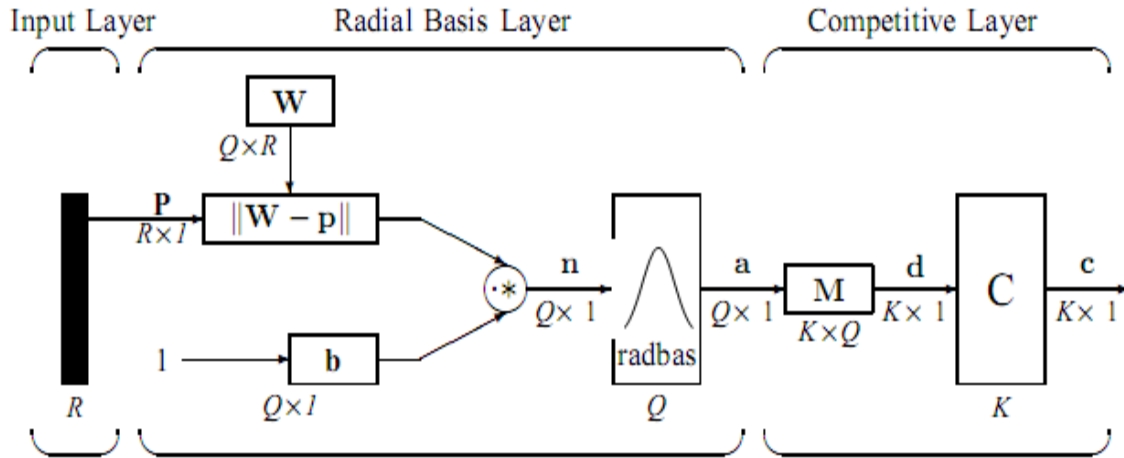 Input Layer Radial Basis Layer Competitive Layer
W
Q×R
P
R×1
‖W − p‖
n
Q× 1
a
Q× 1
M
K×Q
d
K× 1
C
c
K× 1
·*
radbas
1
b
Q×1
R
Q
K